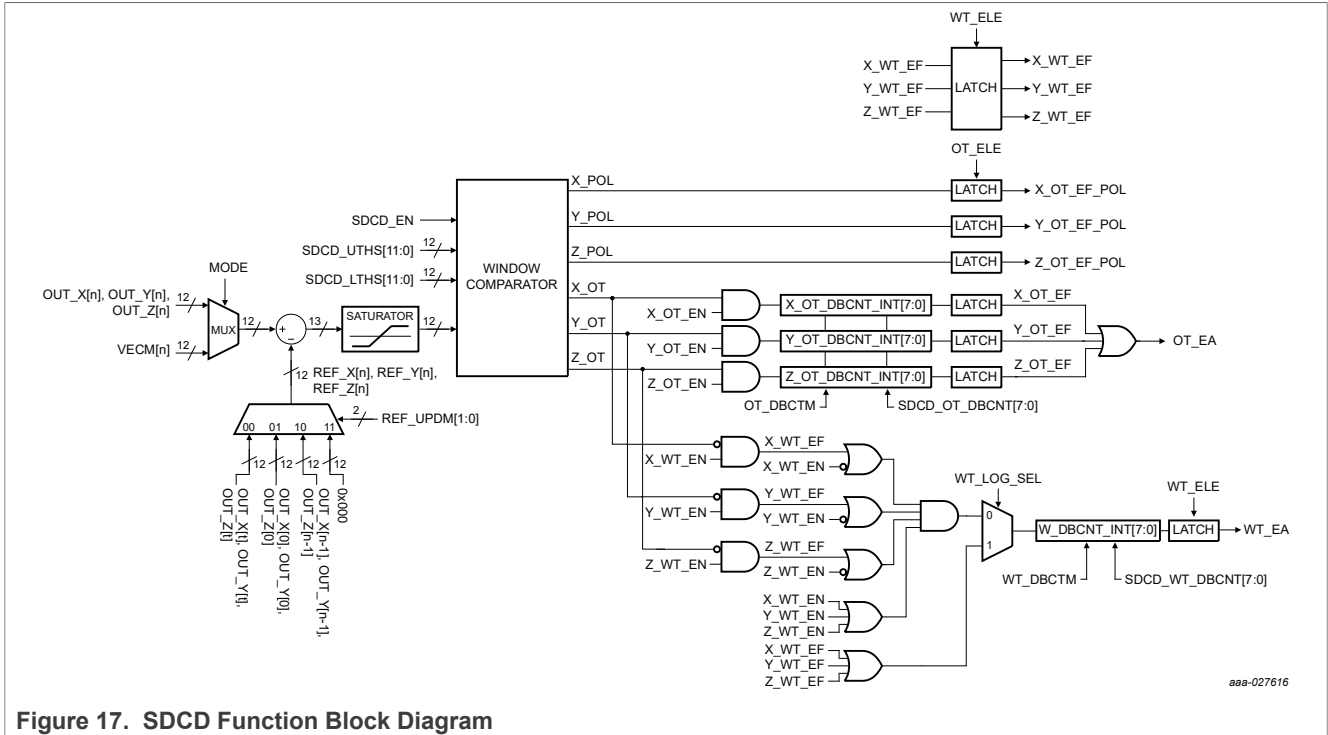 WT_ELE
X_WT_EF
Y_WT_EF
Z_WT_EF
LATCH
X_WT_EF
Y_WT_EF
Z_WT_EF
OT_ELE
X_POL
LATCH
X_OT_EF_POL
Y_POL
LATCH
Y_OT_EF_POL
Z_POL
LATCH
Z_OT_EF_POL
SDCD_EN
SDCD_UTHS[11:0]
12
SDCD_LTHS[11:0]
12
WINDOW
COMPARATOR
MODE
OUT_X[n], OUT_Y[n],
OUT_Z[n]
12
MUX
VECM[n]
12
12
+
−
13
SATURATOR
12
12
REF_X[n], REF_Y[n],
REF_Z[n]
2
REF_UPDM[1:0]
00 01 10 11
12
12
12
12
OUT_X[t], OUT_Y[t],
OUT_Z[t]
OUT_X[0], OUT_Y[0],
OUT_Z[0]
OUT_X[n-1], OUT_Y[n-1],
OUT_Z[n-1]
0x000
X_OT
X_OT_EN
X_OT_DBCNT_INT[7:0]
LATCH
X_OT_EF
Y_OT
Y_OT_EN
Y_OT_DBCNT_INT[7:0]
LATCH
Y_OT_EF
Z_OT
Z_OT_EN
Z_OT_DBCNT_INT[7:0]
LATCH
Z_OT_EF
OT_EA
OT_DBCTM
SDCD_OT_DBCNT[7:0]
X_WT_EN
X_WT_EF
X_WT_EN
Y_WT_EN
Y_WT_EF
Y_WT_EN
Z_WT_EN
Z_WT_EF
Z_WT_EN
X_WT_EN
Y_WT_EN
Z_WT_EN
X_WT_EF
Y_WT_EF
Z_WT_EF
WT_LOG_SEL
0
1
WT_ELE
W_DBCNT_INT[7:0]
LATCH
WT_EA
WT_DBCTM
SDCD_WT_DBCNT[7:0]
aaa-027616
Figure 17. SDCD Function Block Diagram